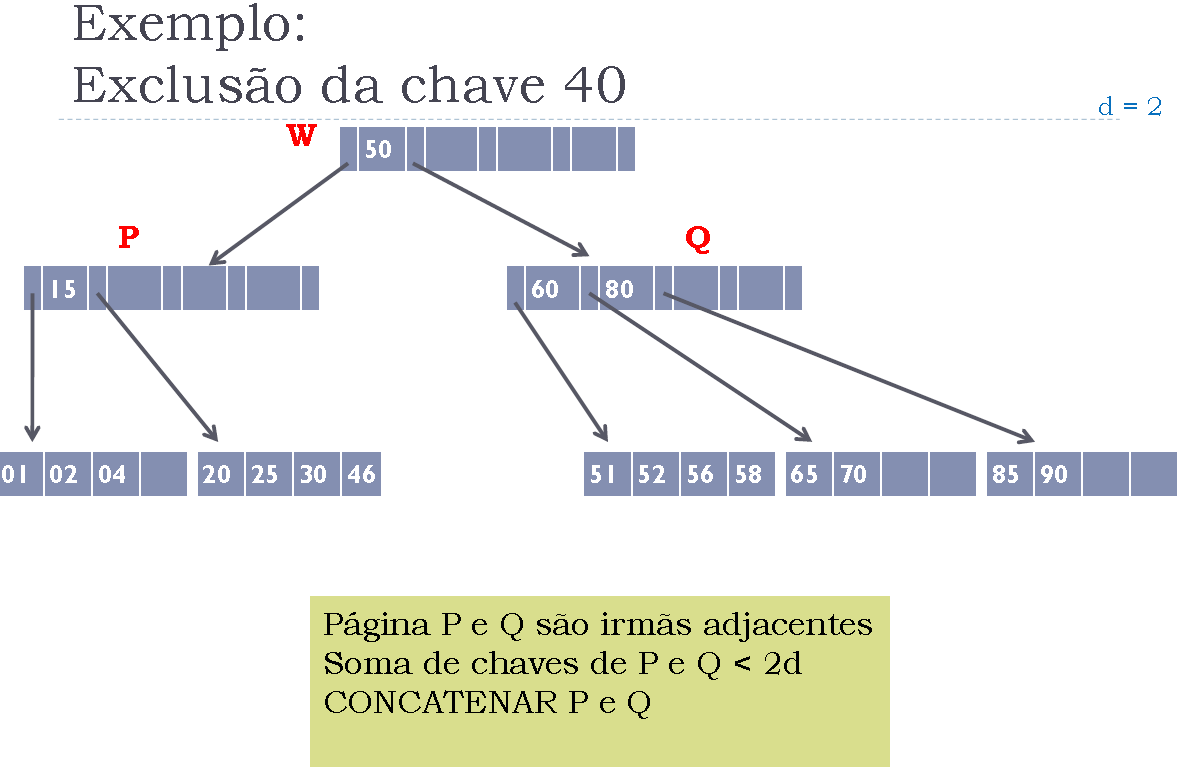 Exemplo:
Exclusão da chave 40
d = 2
W
50
P
Q
15
60 80
01 02 04
20 25 30 46
51 52 56 58
65 70
85 90
Página P e Q são irmãs adjacentes
Soma de chaves de P e Q < 2d
CONCATENAR P e Q